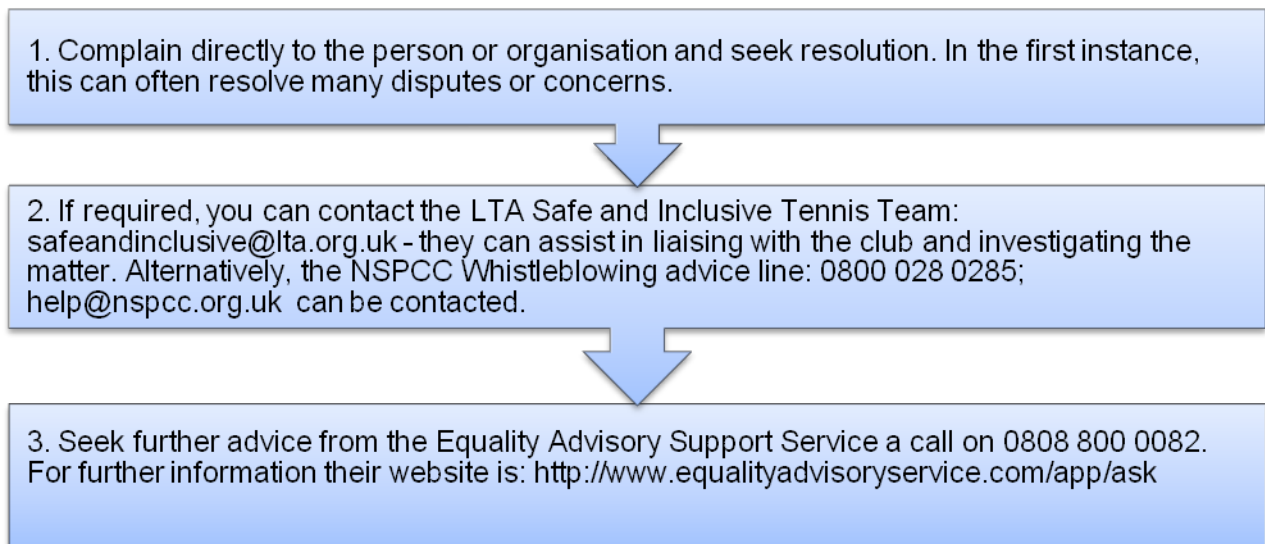 1. Complain directly to the person or organisation and seek resolution. In the first instance,
this can often resolve many disputes or concerns.
2. If required, you can contact the LTA Safe and Inclusive Tennis Team:
safeandinclusive@lta.org.uk - they can assist in liaising with the club and investigating the
matter. Alternatively, the NSPCC Whistleblowing advice line: 0800 028 0285;
help@nspcc.org.uk can be contacted.
3. Seek further advice from the Equality Advisory Support Service a call on 0808 800 0082.
For further information their website is: http://www.equalityadvisoryservice.com/app/ask